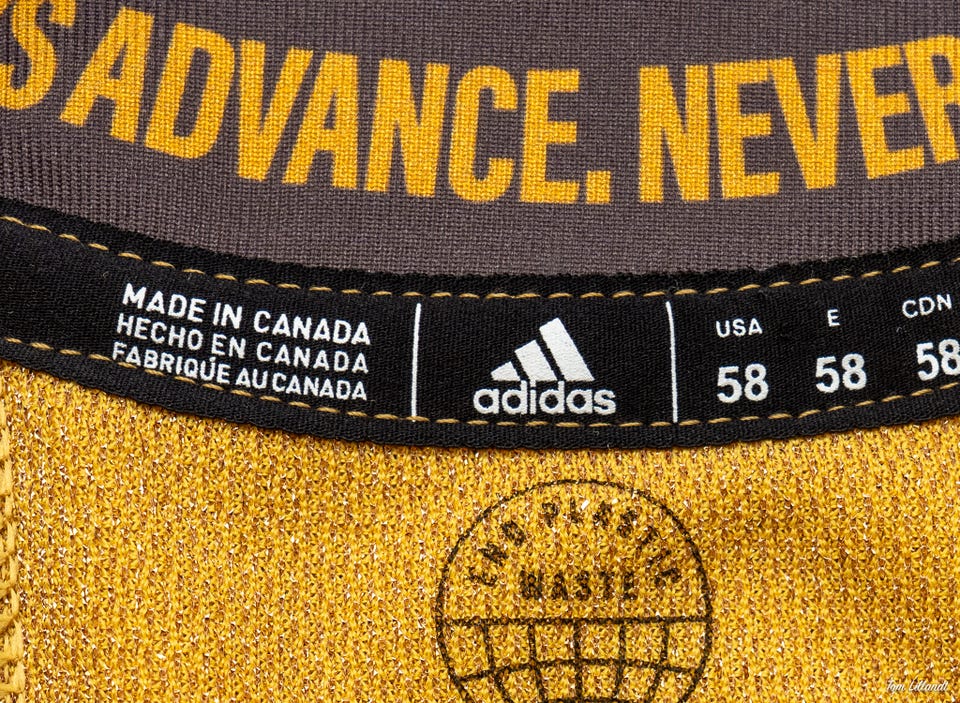 S ADVANCE. NEVER
MADE IN CANADA
HECHO EN CANADA
FABRIQUE AU CANADA
adidas
USA E CDN
58 58 58
END PLASTIC
WASTE